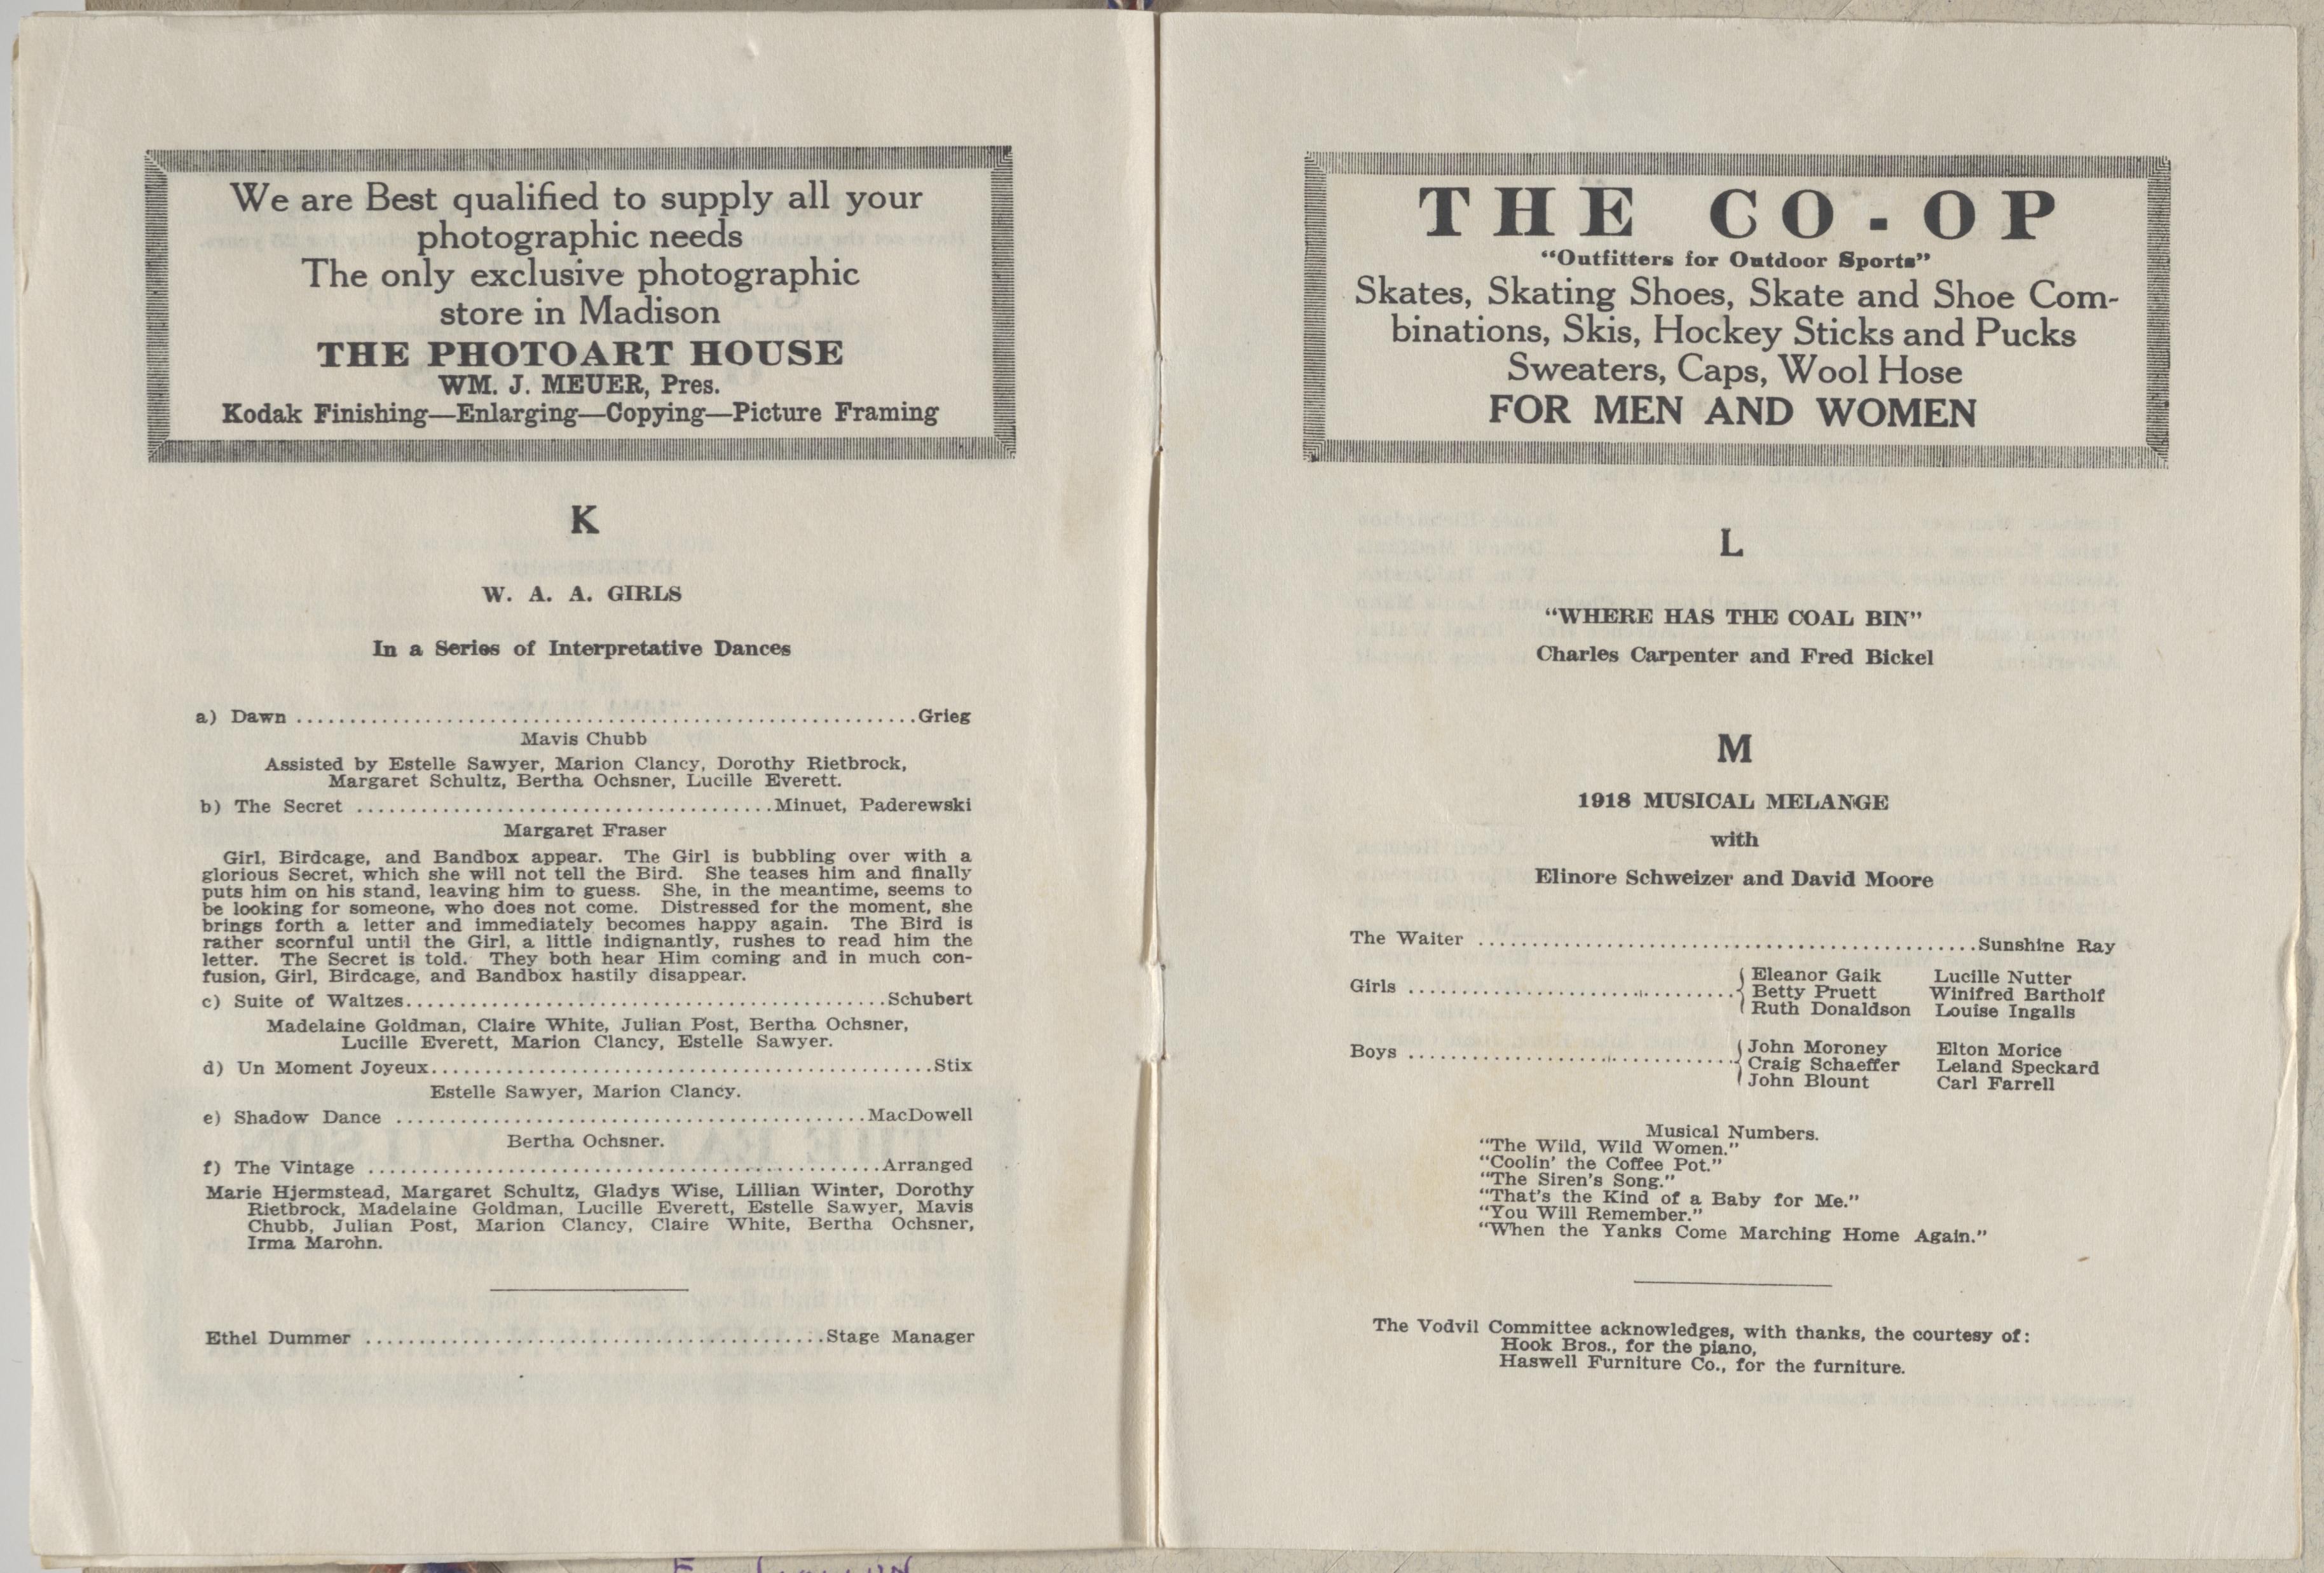 We are Best qualified to supply all your
photographic needs
The only exclusive photographic
store in Madison
THE PHOTOART HOUSE
WM. J. MEUER, Pres.
Kodak Finishing—Enlarging—Copying—Picture Framing
K
W. A. A. GIRLS
In a Series of Interpretative Dances
a) Dawn ..........................................................Grieg
Mavis Chubb
Assisted by Estelle Sawyer, Marion Clancy, Dorothy Rietbrock,
Margaret Schultz, Bertha Ochsner, Lucille Everett.
b) The Secret .......................................Minuet, Paderewski
Margaret Fraser
Girl, Birdcage, and Bandbox appear. The Girl is bubbling over with a
glorious Secret, which she will not tell the Bird. She teases him and finally
puts him on his stand, leaving him to guess. She, in the meantime, seems to
be looking for someone, who does not come. Distressed for the moment, she
brings forth a letter and immediately becomes happy again. The Bird is
rather scornful until the Girl, a little indignantly, rushes to read him the
letter. The Secret is told. They both hear Him coming and in much con-
fusion, Girl, Birdcage, and Bandbox hastily disappear.
c) Suite of Waltzes.............................................Schubert
Madelaine Goldman, Claire White, Julian Post, Bertha Ochsner,
Lucille Everett, Marion Clancy, Estelle Sawyer.
d) Un Moment Joyeux...............................................Stix
Estelle Sawyer, Marion Clancy.
e) Shadow Dance ............................................MacDowell
Bertha Ochsner.
f) The Vintage ................................................Arranged
Marie Hjermstead, Margaret Schultz, Gladys Wise, Lillian Winter, Dorothy
Rietbrock, Madelaine Goldman, Lucille Everett, Estelle Sawyer, Mavis
Chubb, Julian Post, Marion Clancy, Claire White, Bertha Ochsner,
Irma Marohn.
Ethel Dummer ...........................................Stage Manager
THE CO-OP
"Outfitters for Outdoor Sports"
Skates, Skating Shoes, Skate and Shoe Com-
binations, Skis, Hockey Sticks and Pucks
Sweaters, Caps, Wool Hose
FOR MEN AND WOMEN
L
"WHERE HAS THE COAL BIN"
Charles Carpenter and Fred Bickel
M
1918 MUSICAL MELANGE
with
Elinore Schweizer and David Moore
The Waiter ...............................................Sunshine Ray
Eleanor Gaik Lucille Nutter
Girls ............................... Betty Pruett Winifred Bartholf
Ruth Donaldson Louise Ingalls
John Moroney Elton Morice
Boys ............................... Craig Schaeffer Leland Speckard
John Blount Carl Farrell
Musical Numbers.
"The Wild, Wild Women."
"Coolin' the Coffee Pot."
"The Siren's Song."
"That's the Kind of a Baby for Me."
"You Will Remember."
"When the Yanks Come Marching Home Again."
The Vodvil Committee acknowledges, with thanks, the courtesy of:
Hook Bros., for the piano,
Haswell Furniture Co., for the furniture.